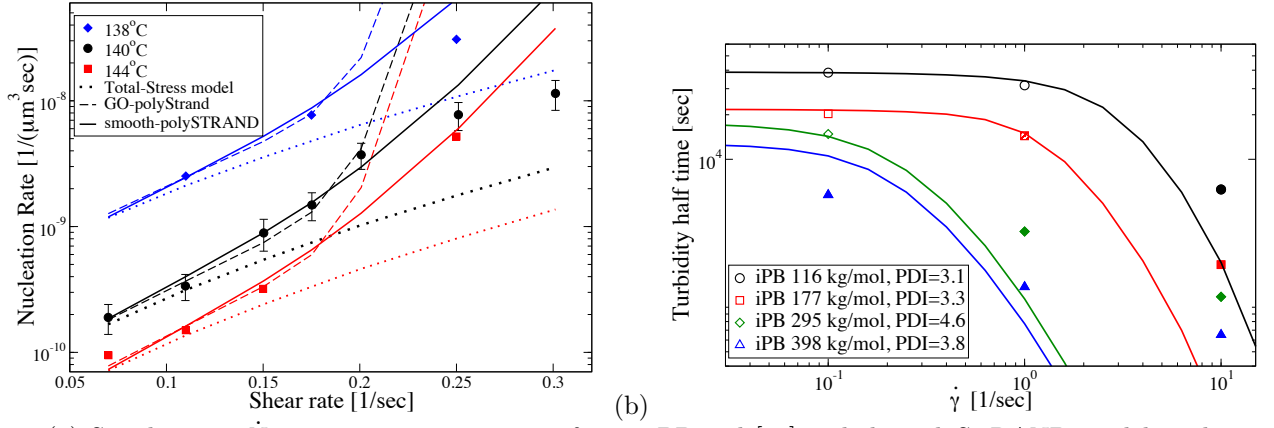 Nucleation Rate [1/(μm³ sec)]
10⁻⁸
10⁻⁹
10⁻¹⁰
138°C
140°C
144°C
Total-Stress model
GO-polyStrand
smooth-polySTRAND
0.05 0.1 0.15 0.2 0.25 0.3
Shear rate [1/sec]
(b)
Turbidity half time [sec]
10⁴
iPB 116 kg/mol, PDI=3.1
iPB 177 kg/mol, PDI=3.3
iPB 295 kg/mol, PDI=4.6
iPB 398 kg/mol, PDI=3.8
10⁻¹ 10⁰ 10¹
γ̇ [1/sec]